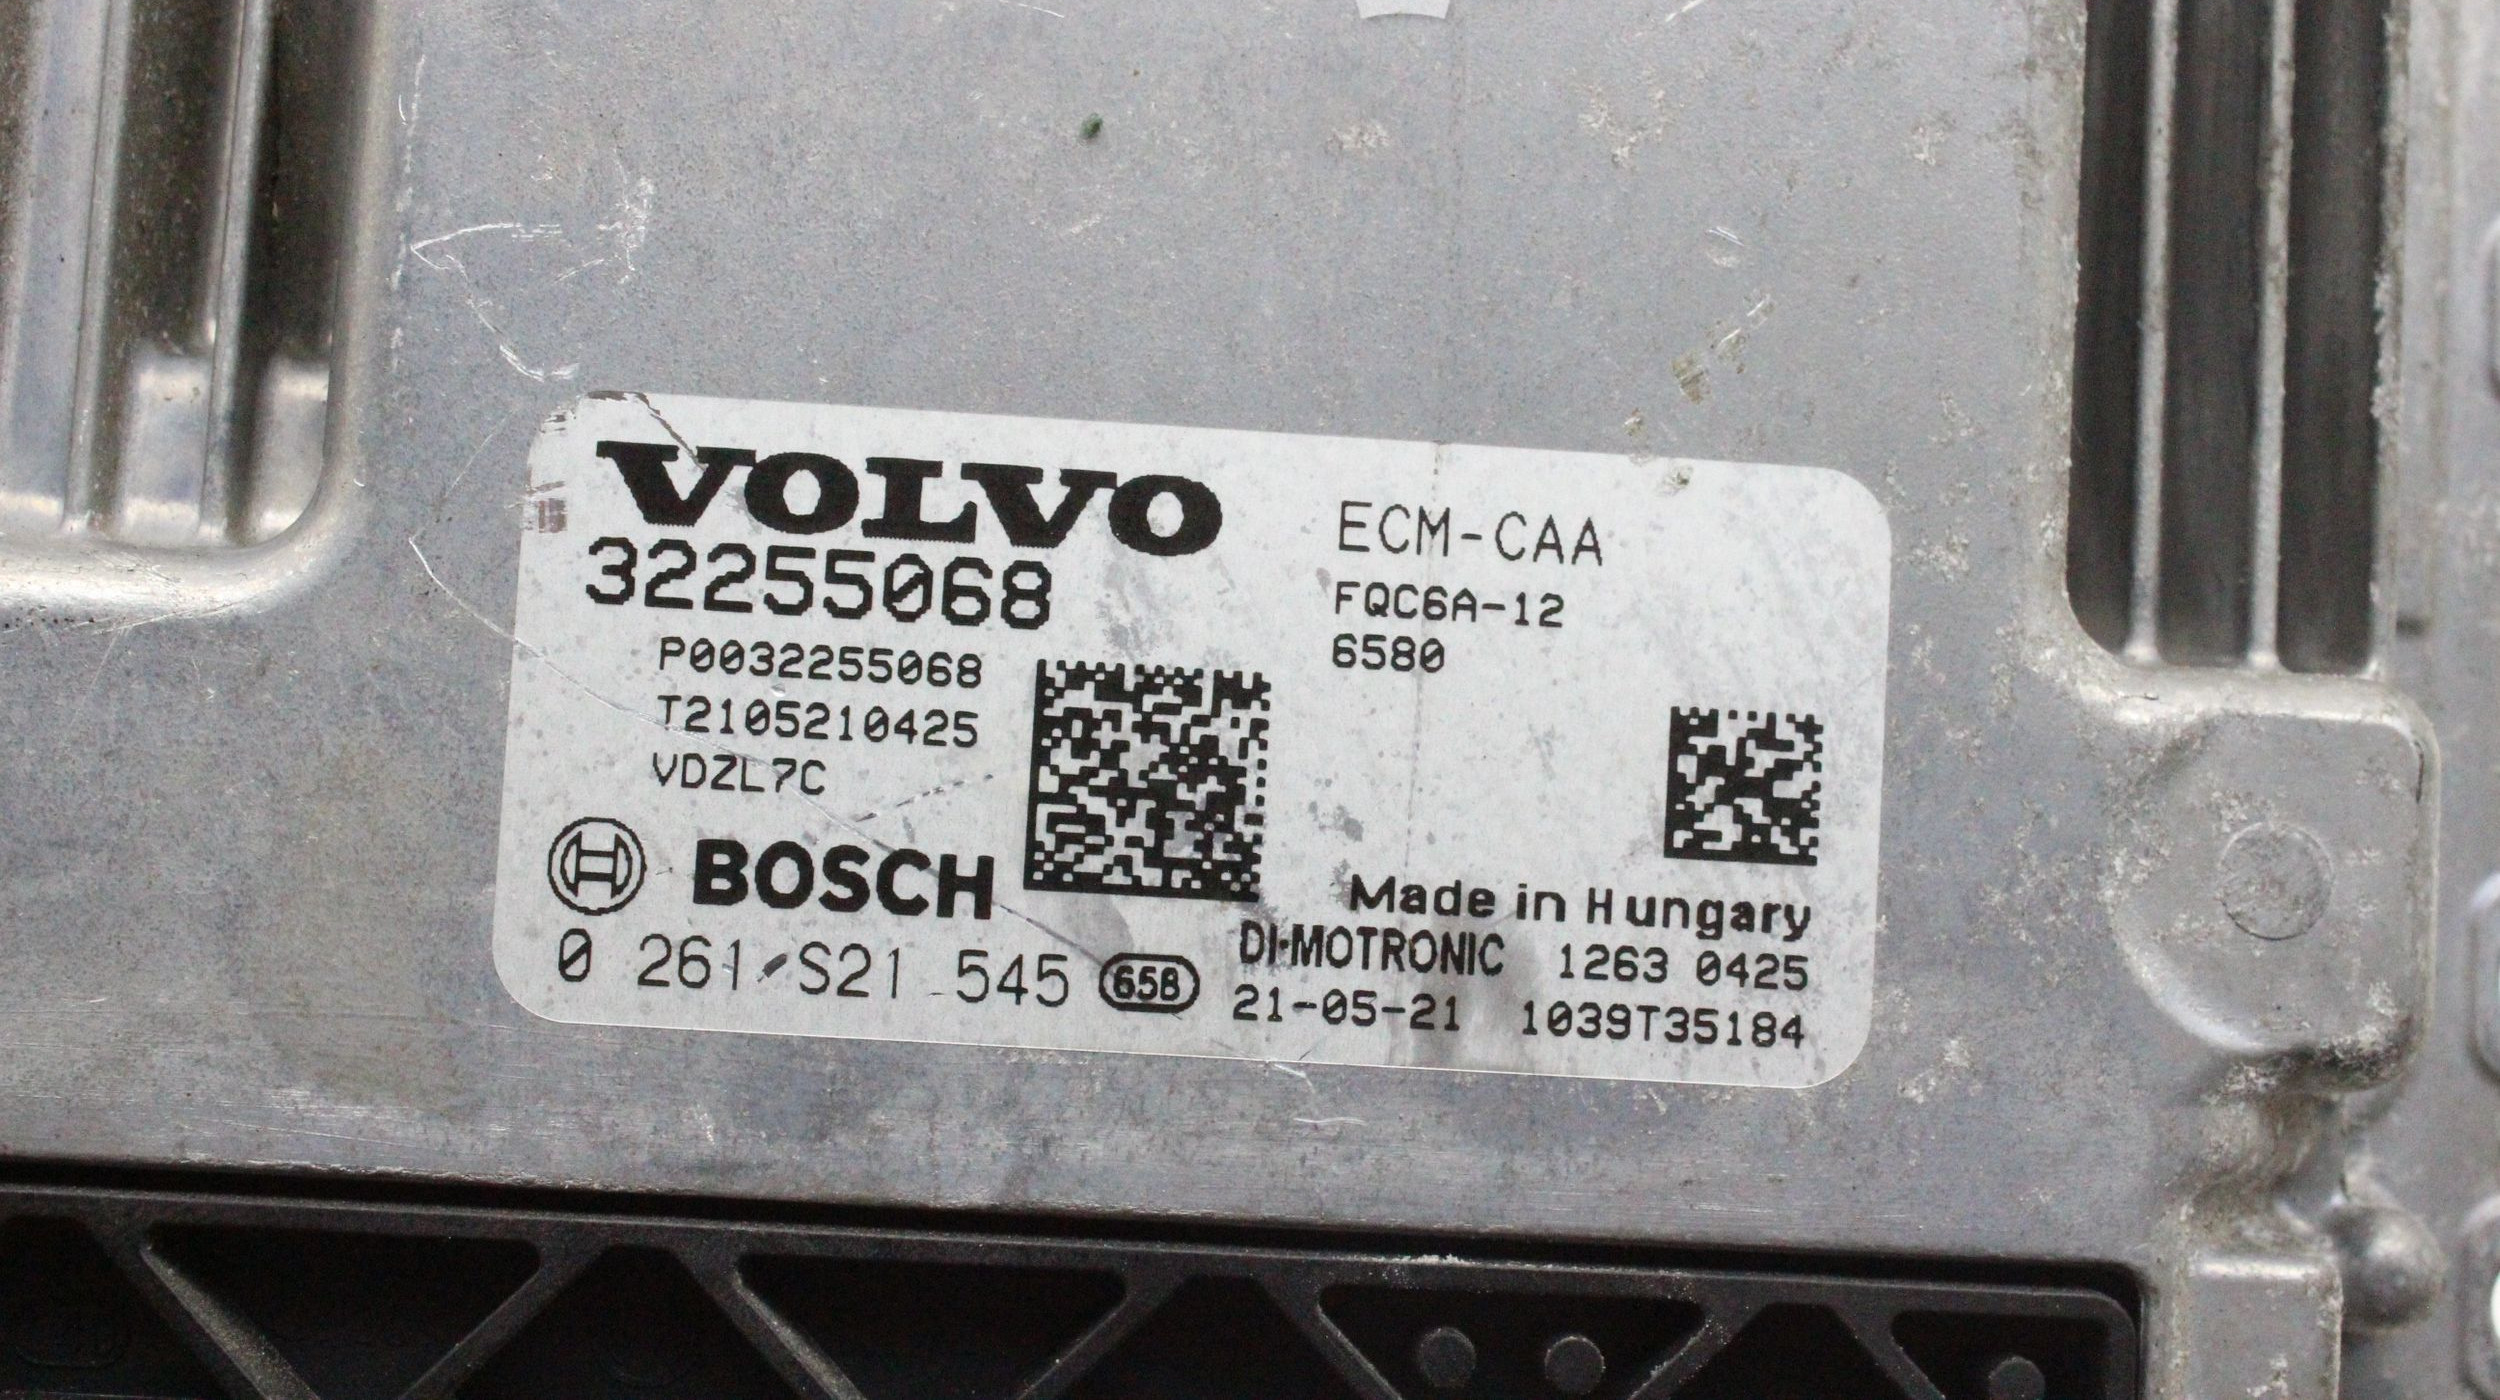 VOLVO
32255068
P0032255068
T2105210425
VDZL7C
BOSCH
0 261 S21 545 65B
ECM-CAA
FQC6A-12
6580
Made in Hungary
DI·MOTRONIC 1263 0425
21-05-21 1039T35184